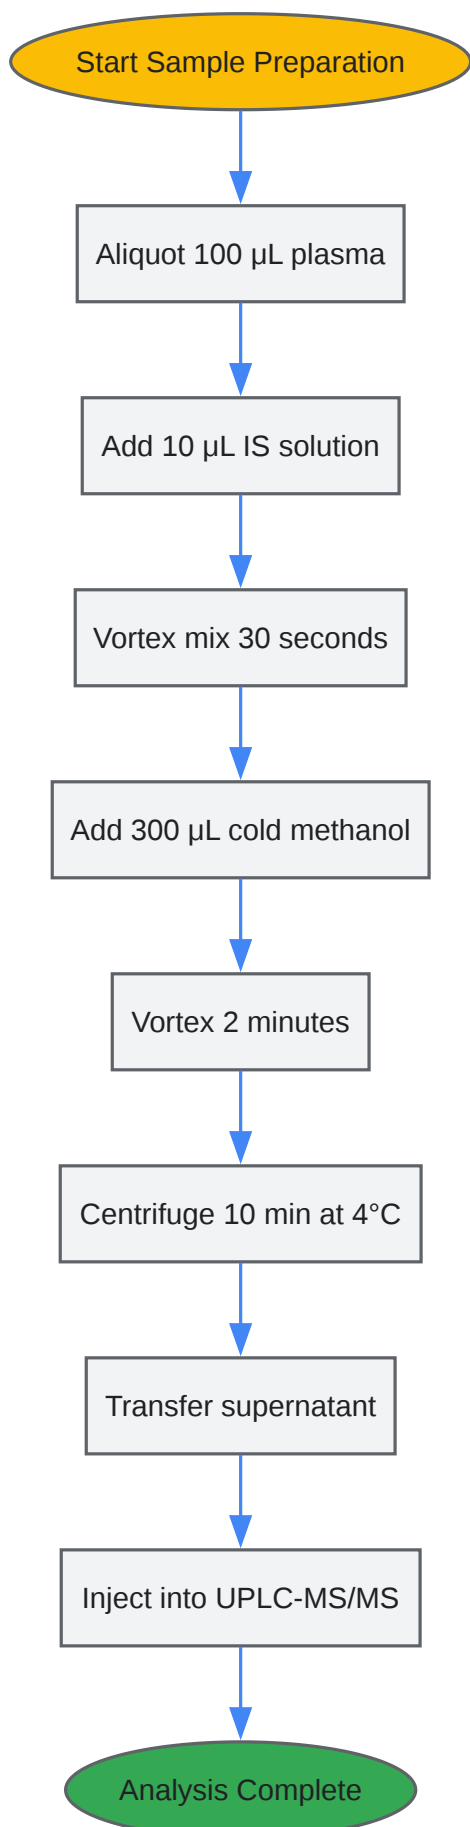 Start Sample Preparation
Aliquot 100 μL plasma
Add 10 μL IS solution
Vortex mix 30 seconds
Add 300 μL cold methanol
Vortex 2 minutes
Centrifuge 10 min at 4°C
Transfer supernatant
Inject into UPLC-MS/MS
Analysis Complete